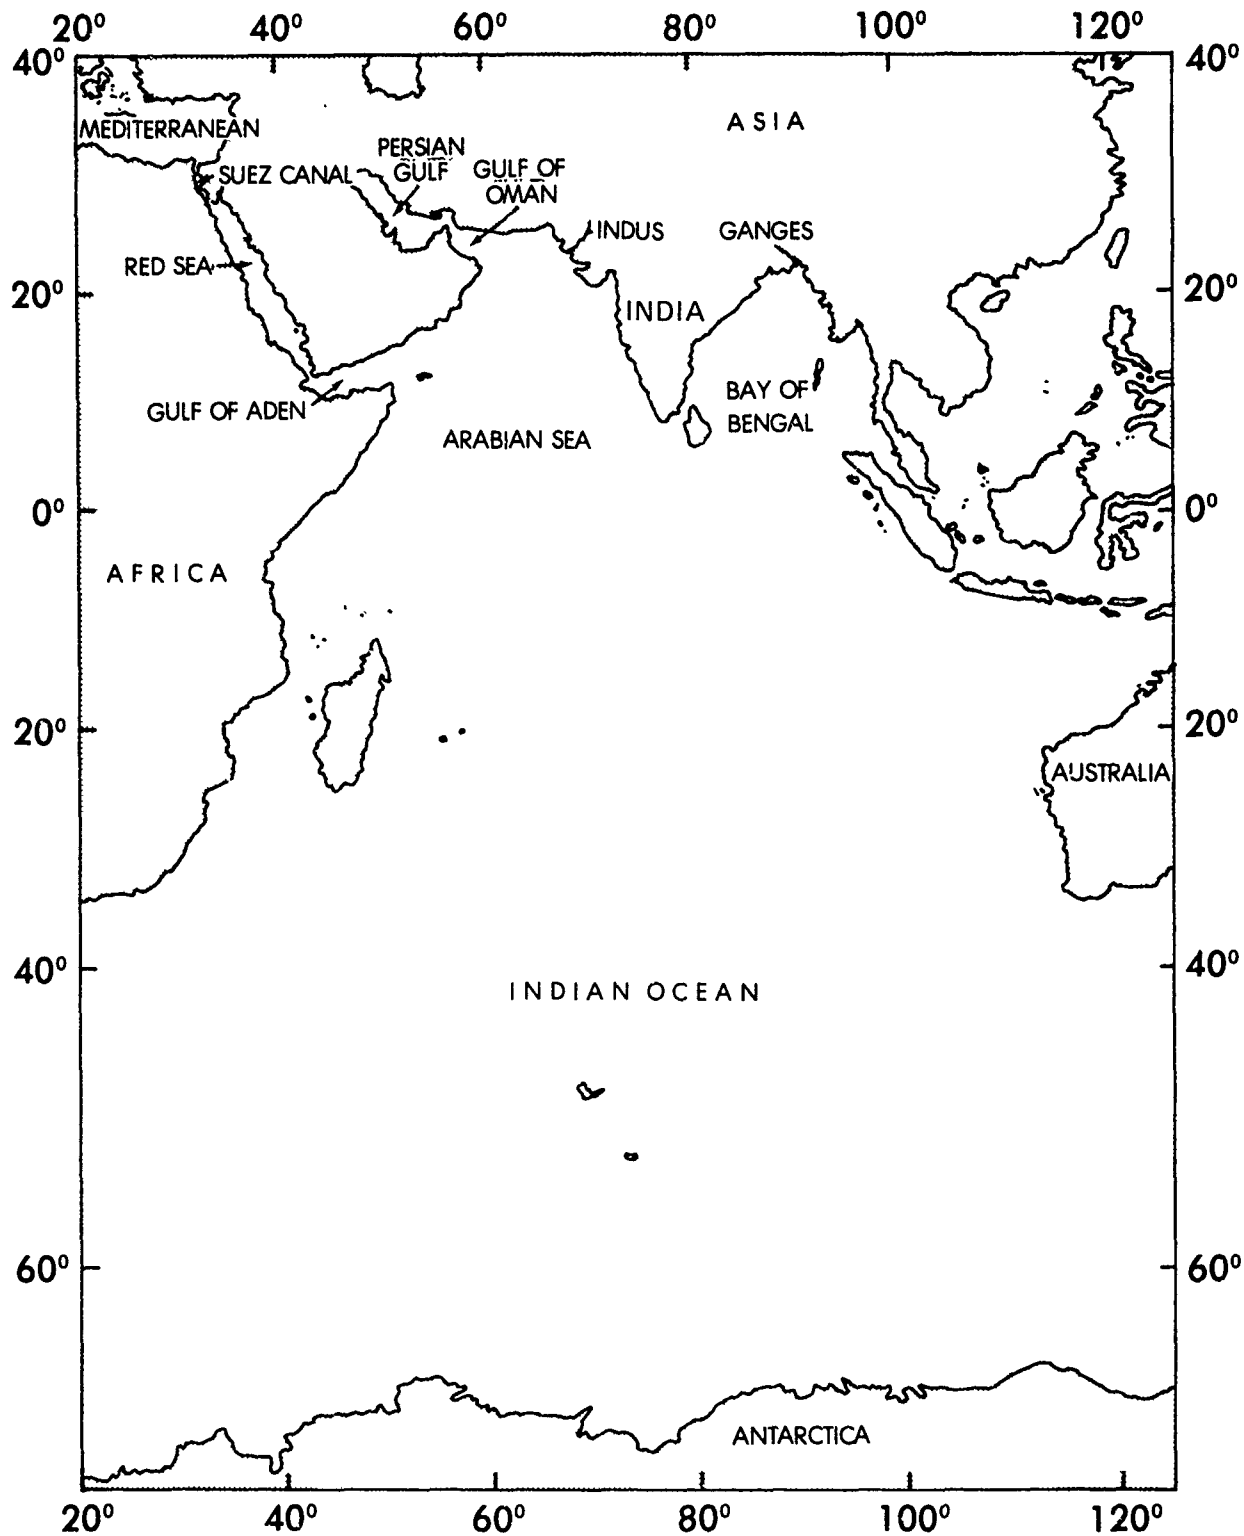 20° 40° 60° 80° 100° 120°
40° 40°
ASIA
MEDITERRANEAN
PERSIAN
GULF
GULF OF
OMAN
SUEZ CANAL
INDUS
GANGES
RED SEA
20° 20°
INDIA
GULF OF ADEN
BAY OF
BENGAL
ARABIAN SEA
0° 0°
AFRICA
20° 20°
AUSTRALIA
40° 40°
INDIAN OCEAN
60° 60°
ANTARCTICA
20° 40° 60° 80° 100° 120°